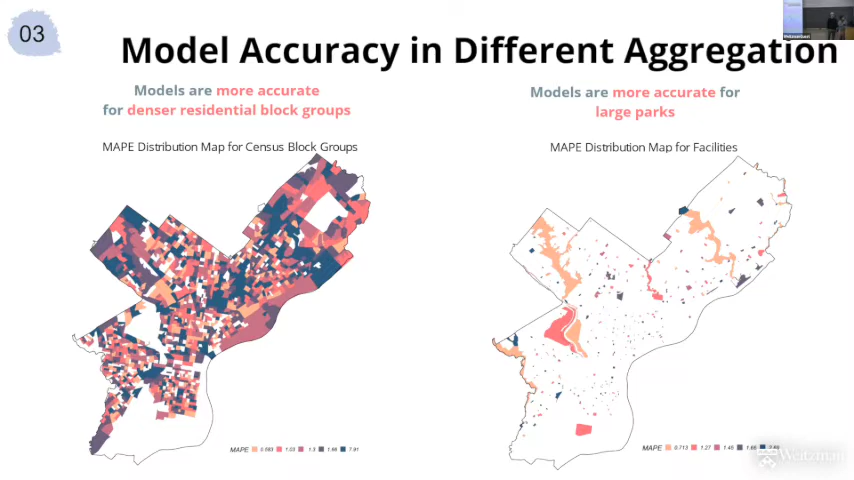 03
Model Accuracy in Different Aggregation
Models are more accurate
for denser residential block groups
Models are more accurate for
large parks
MAPE Distribution Map for Census Block Groups
MAPE Distribution Map for Facilities
MAPE 0.593 1.03 1.3 1.66 7.91
MAPE 0.713 1.27 1.45 1.65
Weitzman